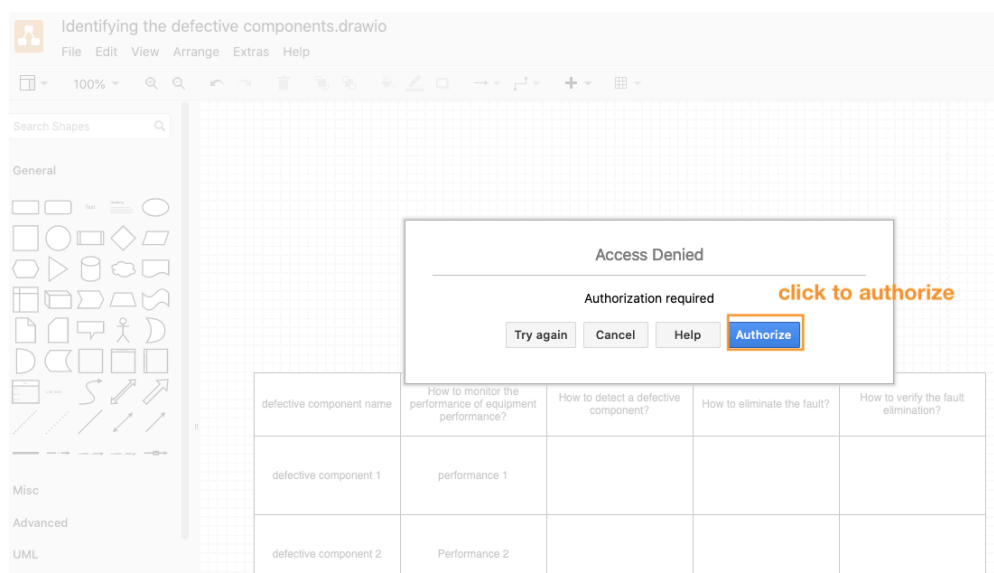 Identifying the defective components.drawio
File Edit View Arrange Extras Help
100%
Search Shapes
General
Text
Heading
Misc
Advanced
UML
Access Denied
Authorization required
click to authorize
Try again Cancel Help Authorize
defective component name
How to monitor the
performance of equipment
performance?
How to detect a defective
component?
How to eliminate the fault?
How to verify the fault
elimination?
defective component 1
performance 1
defective component 2
Performance 2